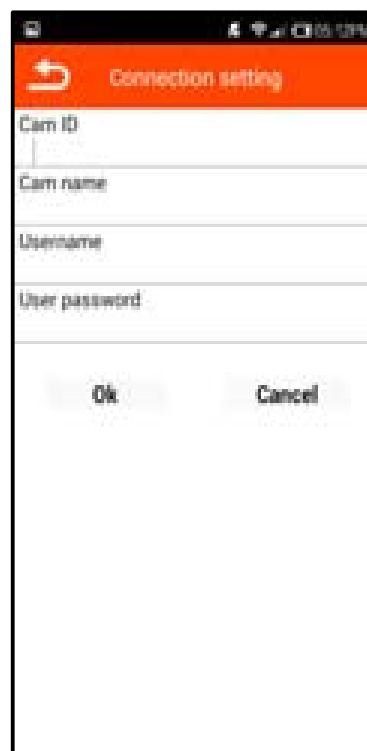 Connection setting
Cam ID
Cam name
Username
User password
Ok Cancel